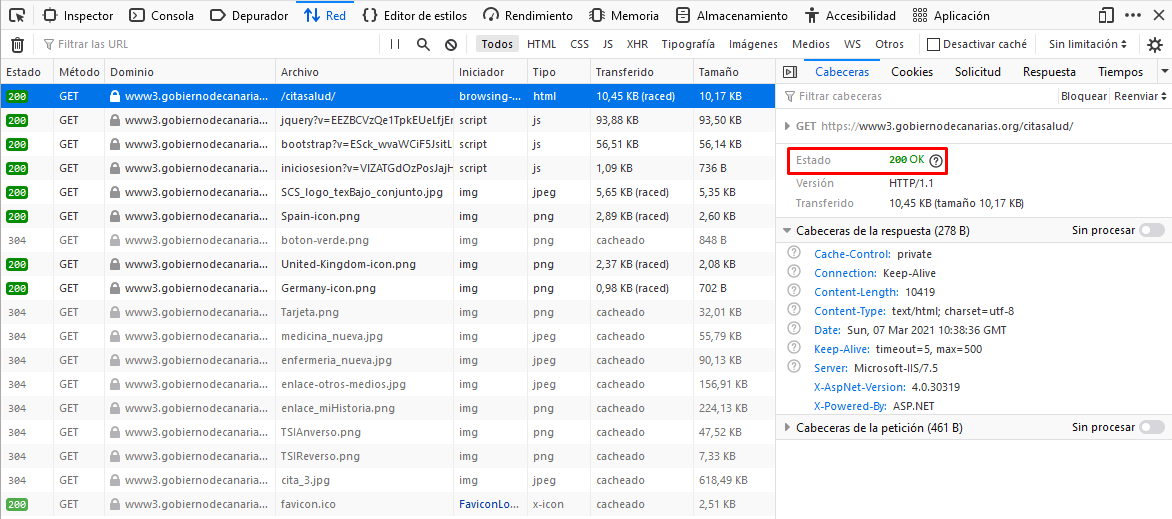 Inspector Consola Depurador Red Editor de estilos Rendimiento Memoria Almacenamiento Accesibilidad Aplicación
Filtrar las URL Todos HTML CSS JS XHR Tipografía Imágenes Medios WS Otros Desactivar caché Sin limitación
Estado Método Dominio Archivo Iniciador Tipo Transferido Tamaño
200 GET www3.gobiernodecanaria... /citasalud/ browsing-... html 10,45 KB (raced) 10,17 KB
200 GET www3.gobiernodecanaria... jquery?v=EEZBCVzQe1TpkEUeLfjEr script js 93,88 KB 93,50 KB
200 GET www3.gobiernodecanaria... bootstrap?v=ESck_wvaWCiF5JsitL script js 56,51 KB 56,14 KB
200 GET www3.gobiernodecanaria... iniciosesion?v=VIZATGdOzPosJajH script js 1,09 KB 736 B
200 GET www3.gobiernodecanaria... SCS_logo_texBajo_conjunto.jpg img jpeg 5,65 KB (raced) 5,35 KB
200 GET www3.gobiernodecanaria... Spain-icon.png img png 2,89 KB (raced) 2,60 KB
304 GET www3.gobiernodecanaria... boton-verde.png img png cacheado 848 B
200 GET www3.gobiernodecanaria... United-Kingdom-icon.png img png 2,37 KB (raced) 2,08 KB
200 GET www3.gobiernodecanaria... Germany-icon.png img png 0,98 KB (raced) 702 B
304 GET www3.gobiernodecanaria... Tarjeta.png img png cacheado 32,01 KB
304 GET www3.gobiernodecanaria... medicina_nueva.jpg img jpeg cacheado 55,79 KB
304 GET www3.gobiernodecanaria... enfermeria_nueva.jpg img jpeg cacheado 90,13 KB
304 GET www3.gobiernodecanaria... enlace-otros-medios.jpg img jpeg cacheado 156,91 KB
304 GET www3.gobiernodecanaria... enlace_miHistoria.png img png cacheado 224,13 KB
304 GET www3.gobiernodecanaria... TSIAnverso.png img png cacheado 47,52 KB
304 GET www3.gobiernodecanaria... TSIReverso.png img png cacheado 7,33 KB
304 GET www3.gobiernodecanaria... cita_3.jpg img jpeg cacheado 618,49 KB
200 GET www3.gobiernodecanaria... favicon.ico FaviconLo... x-icon cacheado 2,51 KB
Cabeceras Cookies Solicitud Respuesta Tiempos
Filtrar cabeceras Bloquear Reenviar
GET https://www3.gobiernodecanarias.org/citasalud/
Estado 200 OK ?
Versión HTTP/1.1
Transferido 10,45 KB (tamaño 10,17 KB)
Cabeceras de la respuesta (278 B) Sin procesar
? Cache-Control: private
? Connection: Keep-Alive
? Content-Length: 10419
? Content-Type: text/html; charset=utf-8
? Date: Sun, 07 Mar 2021 10:38:36 GMT
? Keep-Alive: timeout=5, max=500
? Server: Microsoft-IIS/7.5
X-AspNet-Version: 4.0.30319
X-Powered-By: ASP.NET
Cabeceras de la petición (461 B) Sin procesar